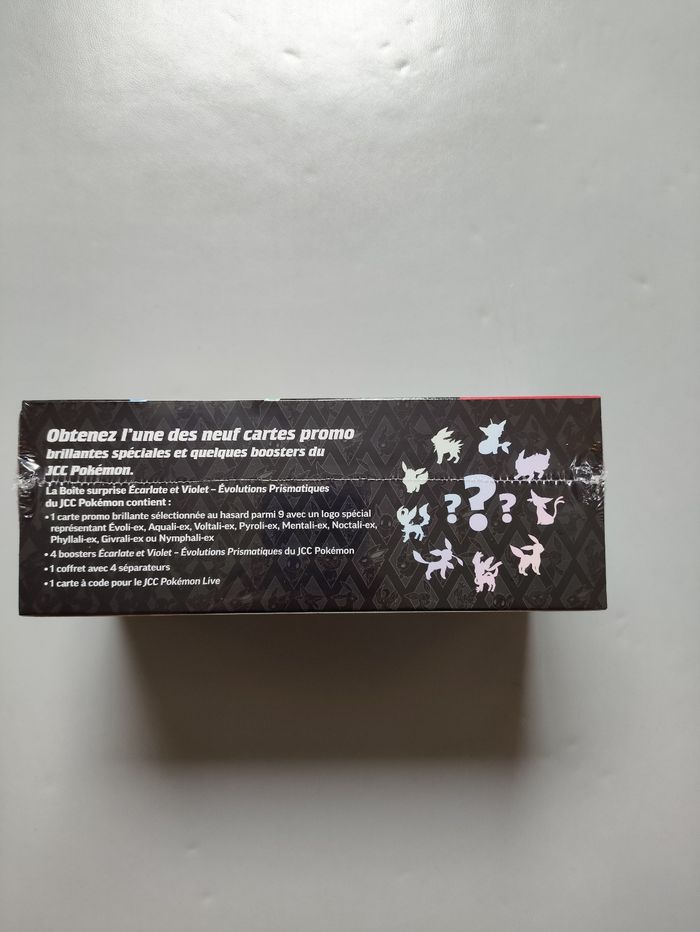 Obtenez l'une des neuf cartes promo
brillantes spéciales et quelques boosters du
JCC Pokémon.
La Boîte surprise Écarlate et Violet – Évolutions Prismatiques
du JCC Pokémon contient :
• 1 carte promo brillante sélectionnée au hasard parmi 9 avec un logo spécial
représentant Évoli-ex, Aquali-ex, Voltali-ex, Pyroli-ex, Mentali-ex, Noctali-ex,
Phyllali-ex, Givrali-ex ou Nymphali-ex
• 4 boosters Écarlate et Violet – Évolutions Prismatiques du JCC Pokémon
• 1 coffret avec 4 séparateurs
• 1 carte à code pour le JCC Pokémon Live
? ? ?